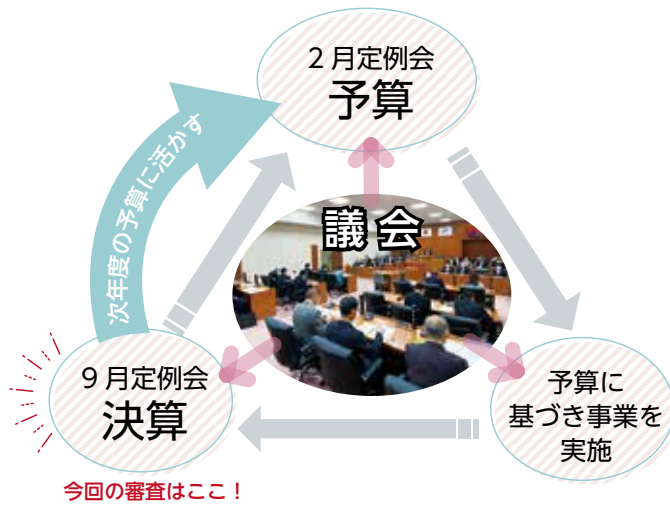 2月定例会
予算
次年度の予算に活かす
議会
9月定例会
決算
予算に
基づき事業を
実施
今回の審査はここ！